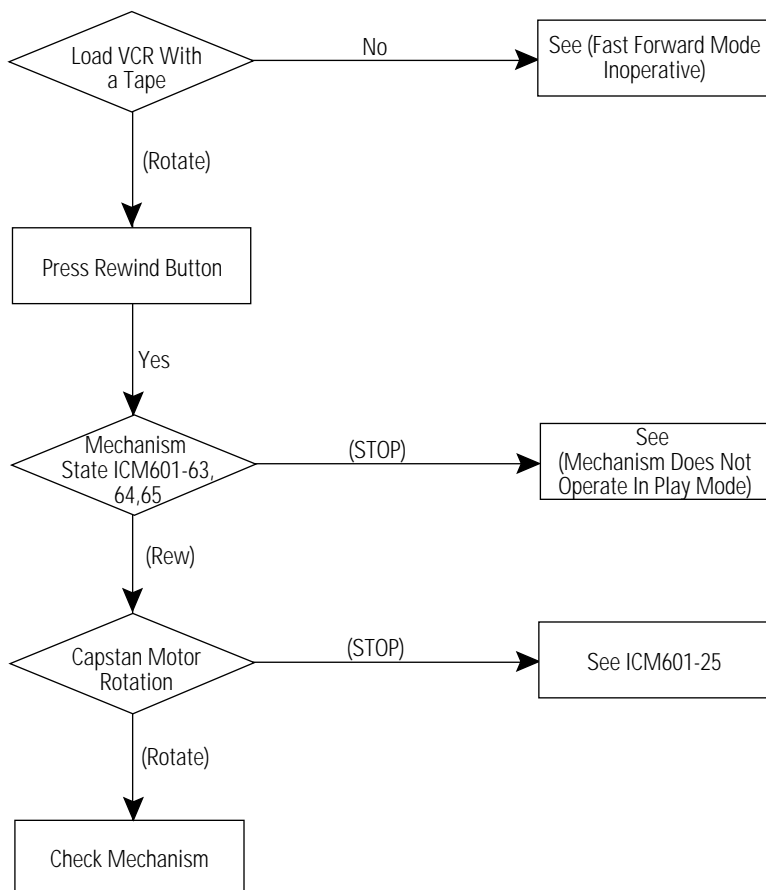 Load VCR With
a Tape
No
See (Fast Forward Mode
Inoperative)
(Rotate)
Press Rewind Button
Yes
Mechanism
State ICM601-63,
64,65
(STOP)
See
(Mechanism Does Not
Operate In Play Mode)
(Rew)
Capstan Motor
Rotation
(STOP)
See ICM601-25
(Rotate)
Check Mechanism